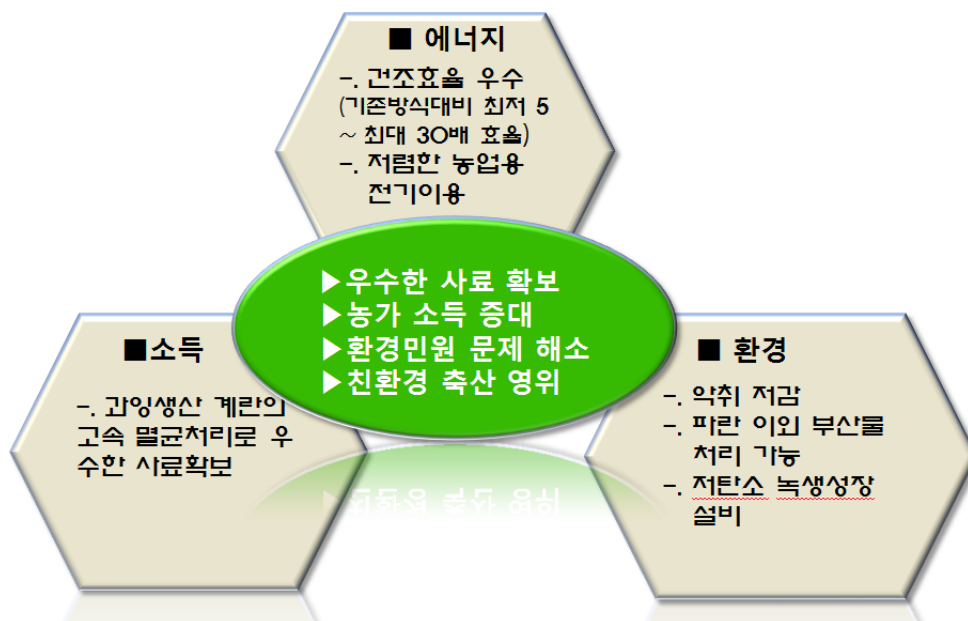 ■ 에너지
-. 건조효율 우수
(기존방식대비 최저 5
~ 최대 30배 효율)
-. 저렴한 농업용
전기이용
▶우수한 사료 확보
▶농가 소득 증대
▶환경민원 문제 해소
▶친환경 축산 영위
■소득
-. 과잉생산 계란의
고속 멸균처리로 우
수한 사료확보
■ 환경
-. 악취 저감
-. 파란 이외 부산물
처리 가능
-. 저탄소 녹생성장
설비